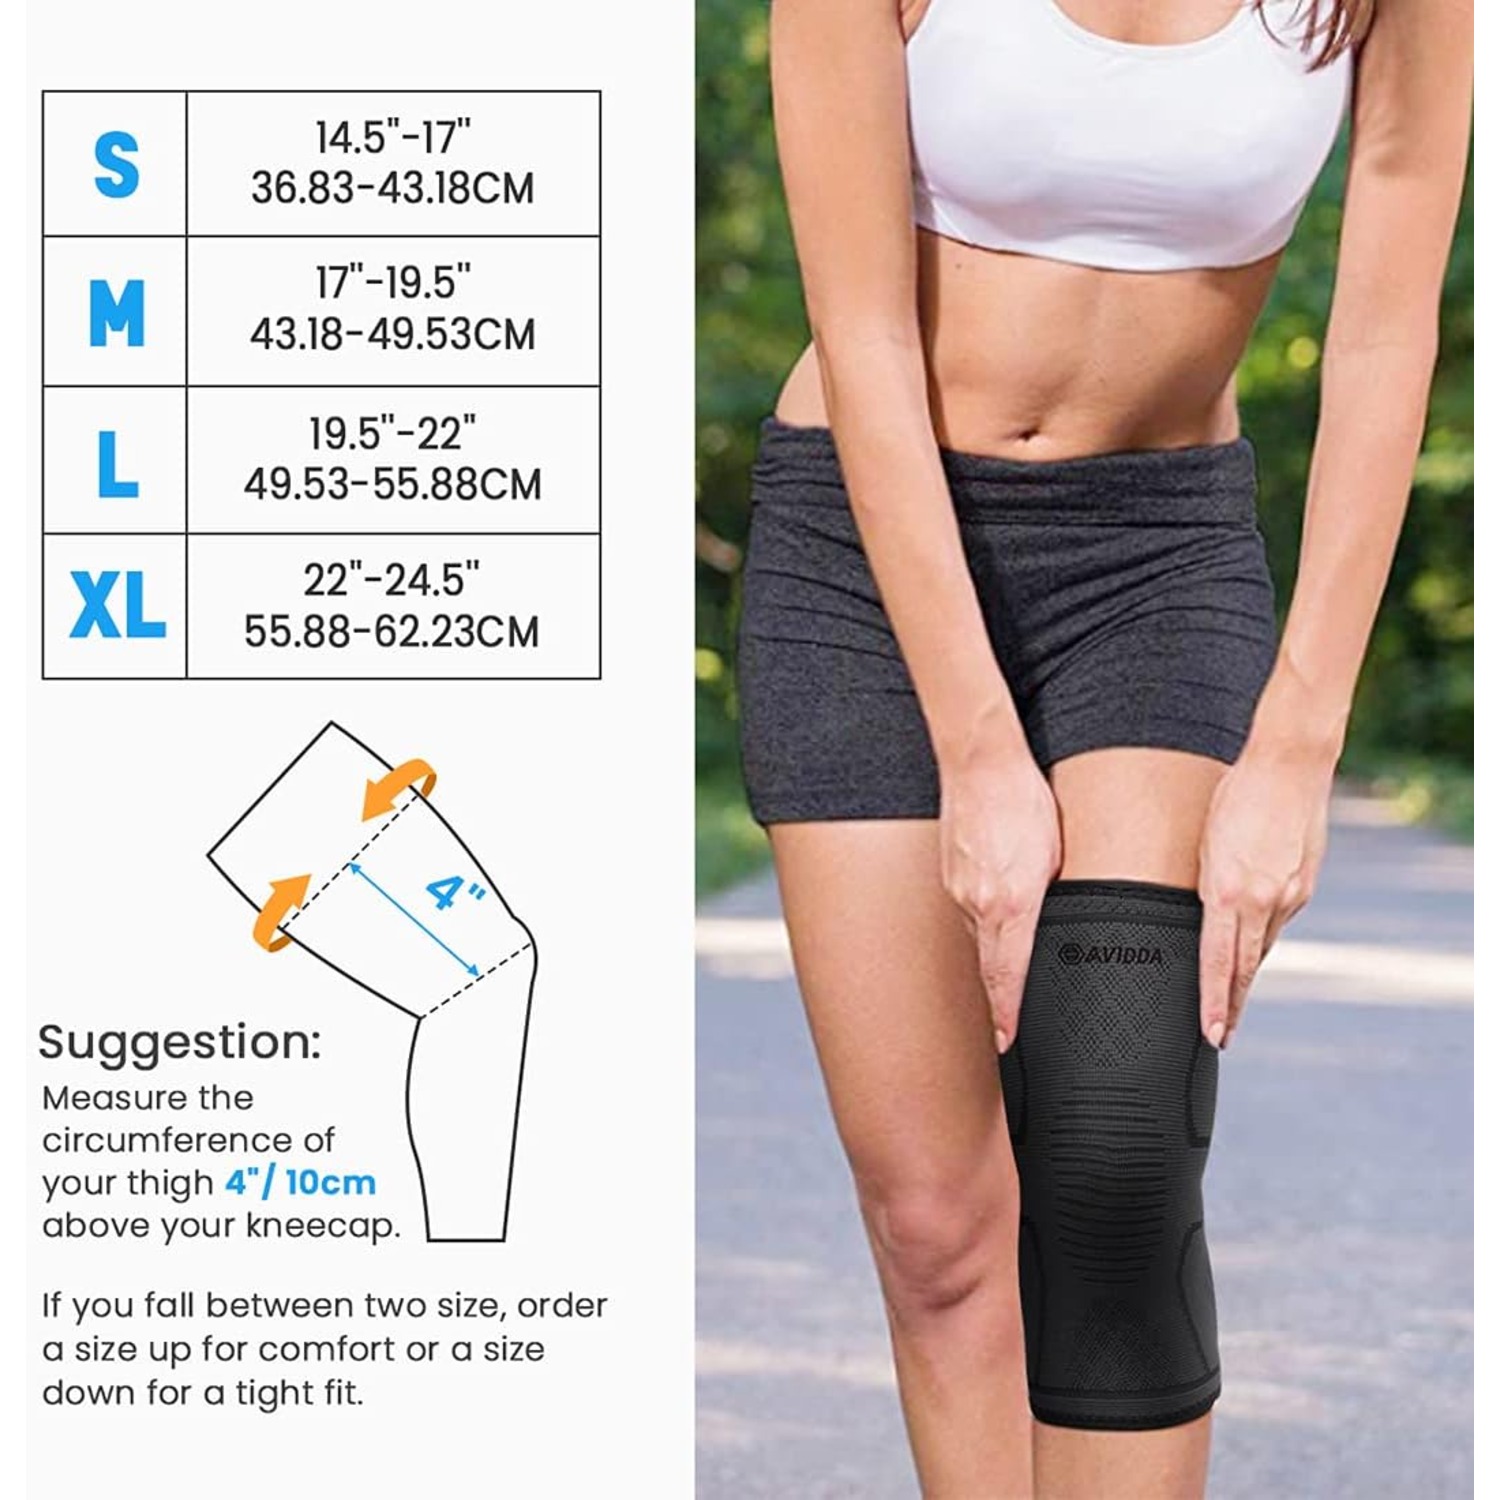 S
14.5"-17"
36.83-43.18CM
M
17"-19.5"
43.18-49.53CM
L
19.5"-22"
49.53-55.88CM
XL
22"-24.5"
55.88-62.23CM
4"
Suggestion:
Measure the
circumference of
your thigh 4"/ 10cm
above your kneecap.
If you fall between two size, order
a size up for comfort or a size
down for a tight fit.
AVIDDA